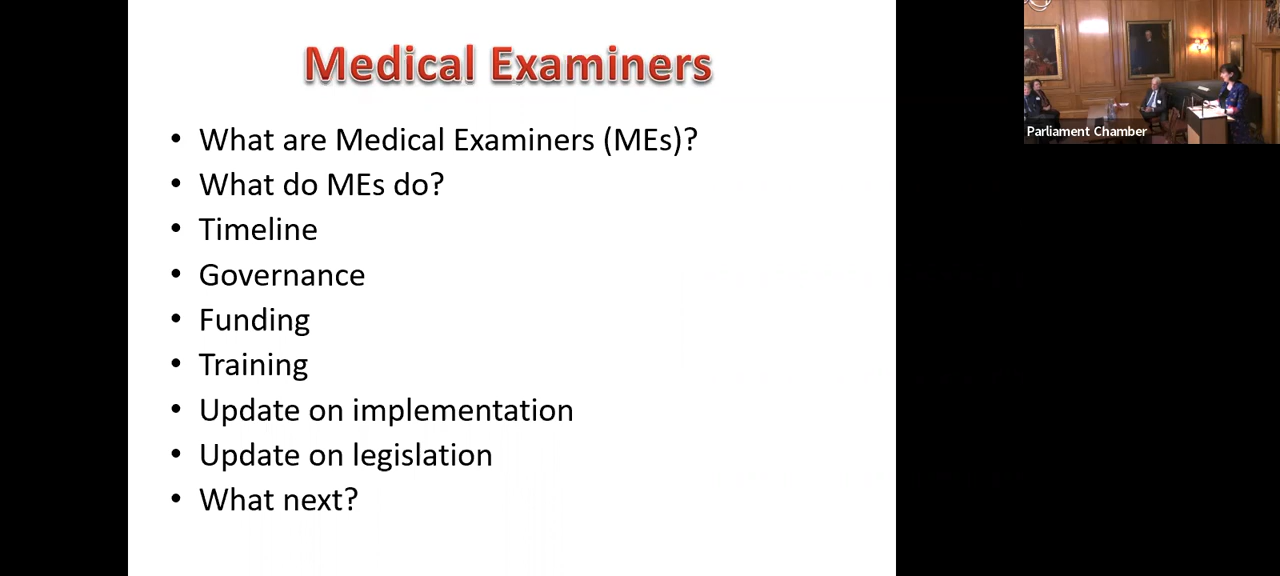 Medical Examiners
• What are Medical Examiners (MEs)?
• What do MEs do?
• Timeline
• Governance
• Funding
• Training
• Update on implementation
• Update on legislation
• What next?
Parliament Chamber